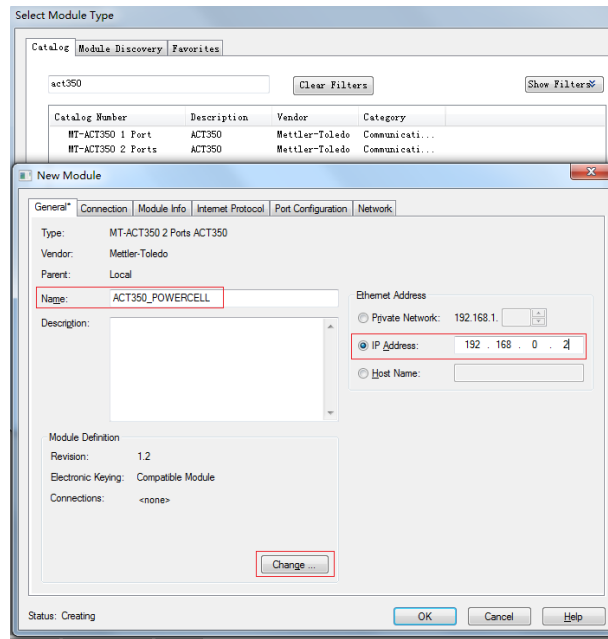 Select Module Type
Catalog Module Discovery Favorites
act350 Clear Filters Show Filters
Catalog Number Description Vendor Category
MT-ACT350 1 Port ACT350 Mettler-Toledo Communicati...
MT-ACT350 2 Ports ACT350 Mettler-Toledo Communicati...
New Module
General* Connection Module Info Internet Protocol Port Configuration Network
Type: MT-ACT350 2 Ports ACT350
Vendor: Mettler-Toledo
Parent: Local
Name: ACT350_POWERCELL
Description:
Ethernet Address
Private Network: 192.168.1.
IP Address: 192 . 168 . 0 . 2
Host Name:
Module Definition
Revision: 1.2
Electronic Keying: Compatible Module
Connections: <none>
Change ...
Status: Creating OK Cancel Help